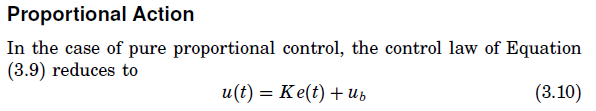 Proportional Action
In the case of pure proportional control, the control law of Equation
(3.9) reduces to
u(t) = Ke(t) + u_b (3.10)